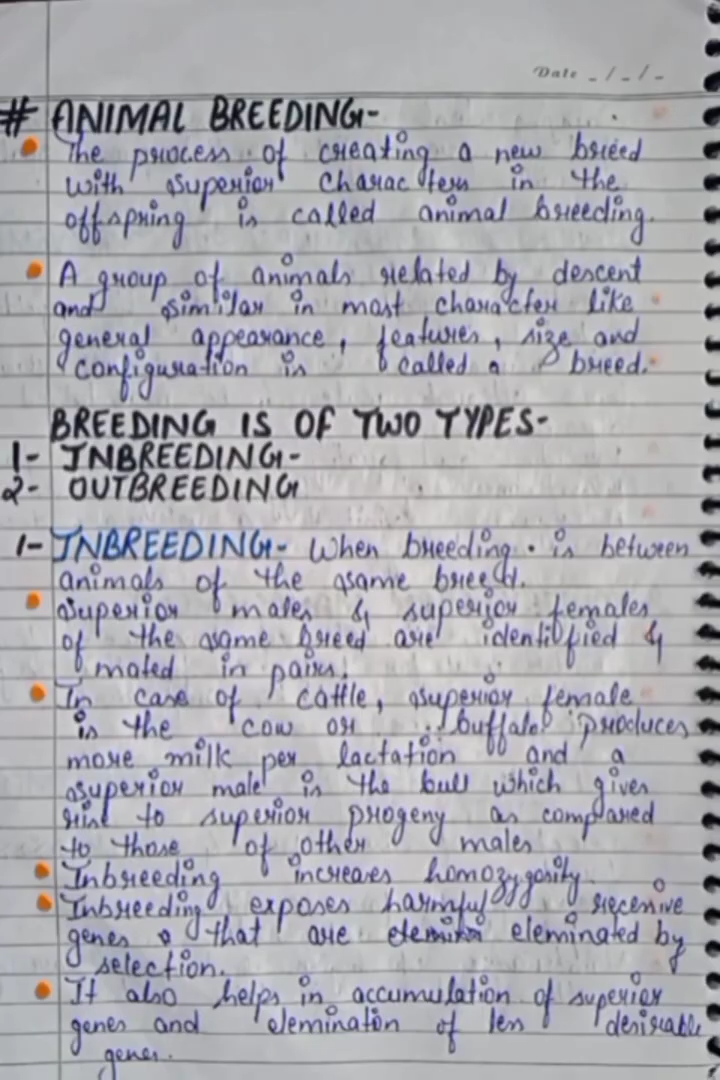 Date _/_/_
# ANIMAL BREEDING-
The process of creating a new breed
with superior charac ters in the
offspring is called animal breeding.
A group of animals related by descent
and similar in most character like
general appearance, features, size and
configuration is called a breed.
BREEDING IS OF TWO TYPES-
1- INBREEDING-
2- OUTBREEDING
1- INBREEDING- When breeding is between
animals of the same breed.
Superior males & superior females
of the same breed are identified &
mated in pairs.
In case of cattle, superior female
is the cow or buffalo produces
more milk per lactation and a
superior male is the bull which gives
rise to superior progeny as compared
to those of other males
Inbreeding increases homozygosity.
Inbreeding exposes harmful recessive
genes that are eleminated by
selection.
It also helps in accumulation of superior
genes and elemination of less desirable
genes.